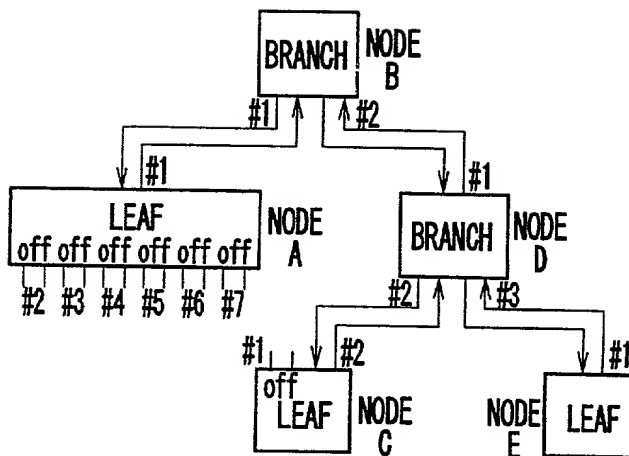 BRANCH
NODE B
#1
#2
#1
#1
LEAF
off off off off off off
#2 #3 #4 #5 #6 #7
NODE A
BRANCH
NODE D
#2
#3
#1
#2
off
LEAF
NODE C
#1
LEAF
NODE E